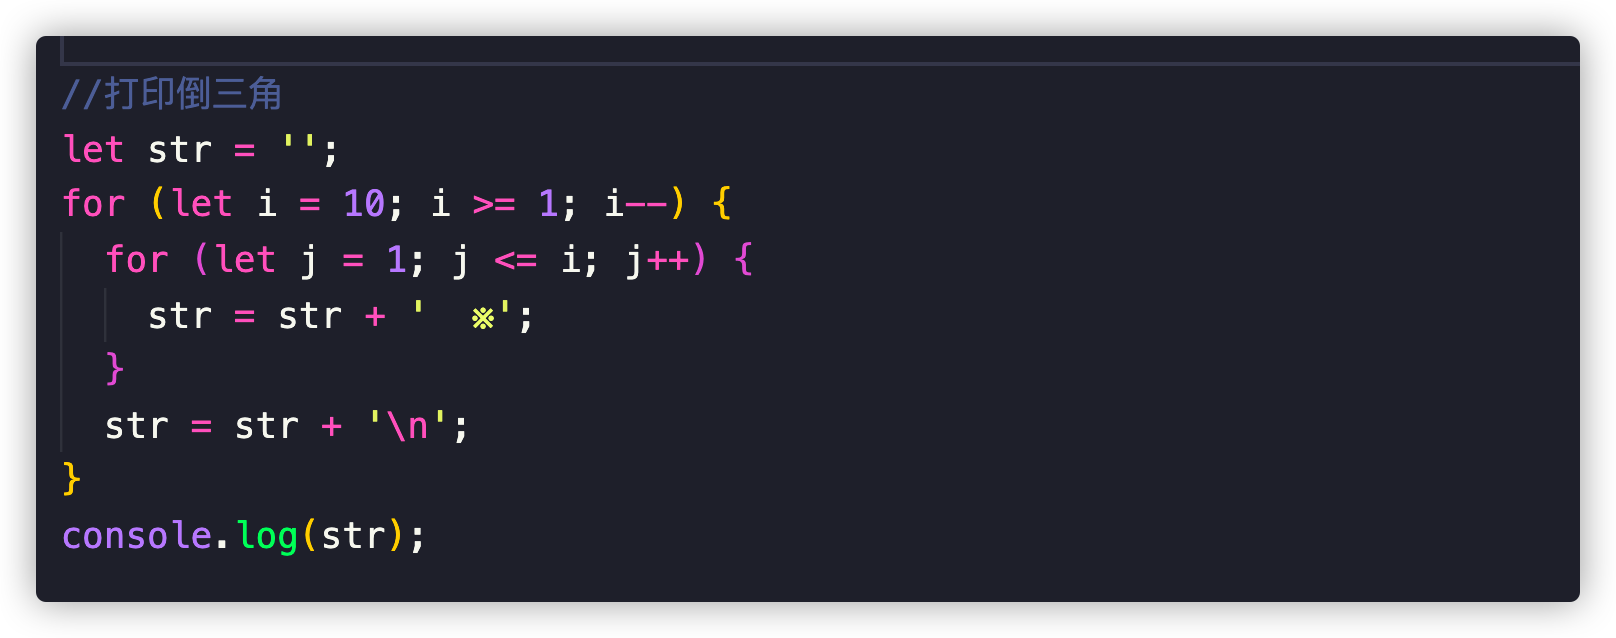 //打印倒三角
let str = '';
for (let i = 10; i >= 1; i--) {
  for (let j = 1; j <= i; j++) {
    str = str + '  ※';
  }
  str = str + '\n';
}
console.log(str);